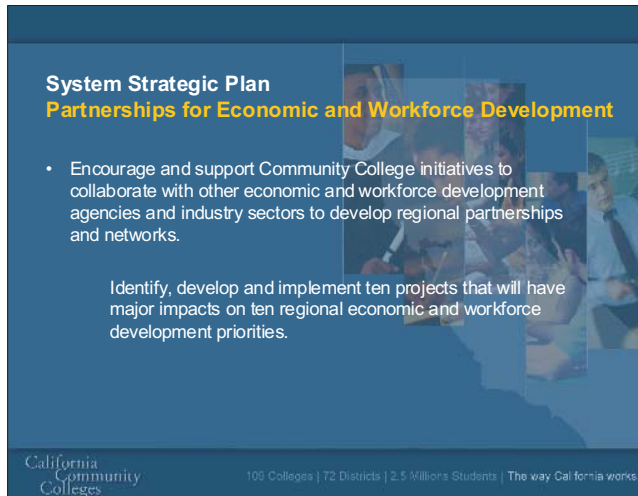 System Strategic Plan
Partnerships for Economic and Workforce Development
• Encourage and support Community College initiatives to
collaborate with other economic and workforce development
agencies and industry sectors to develop regional partnerships
and networks.
Identify, develop and implement ten projects that will have
major impacts on ten regional economic and workforce
development priorities.
California
Community
Colleges
109 Colleges | 72 Districts | 2.5 Millions Students | The way California works